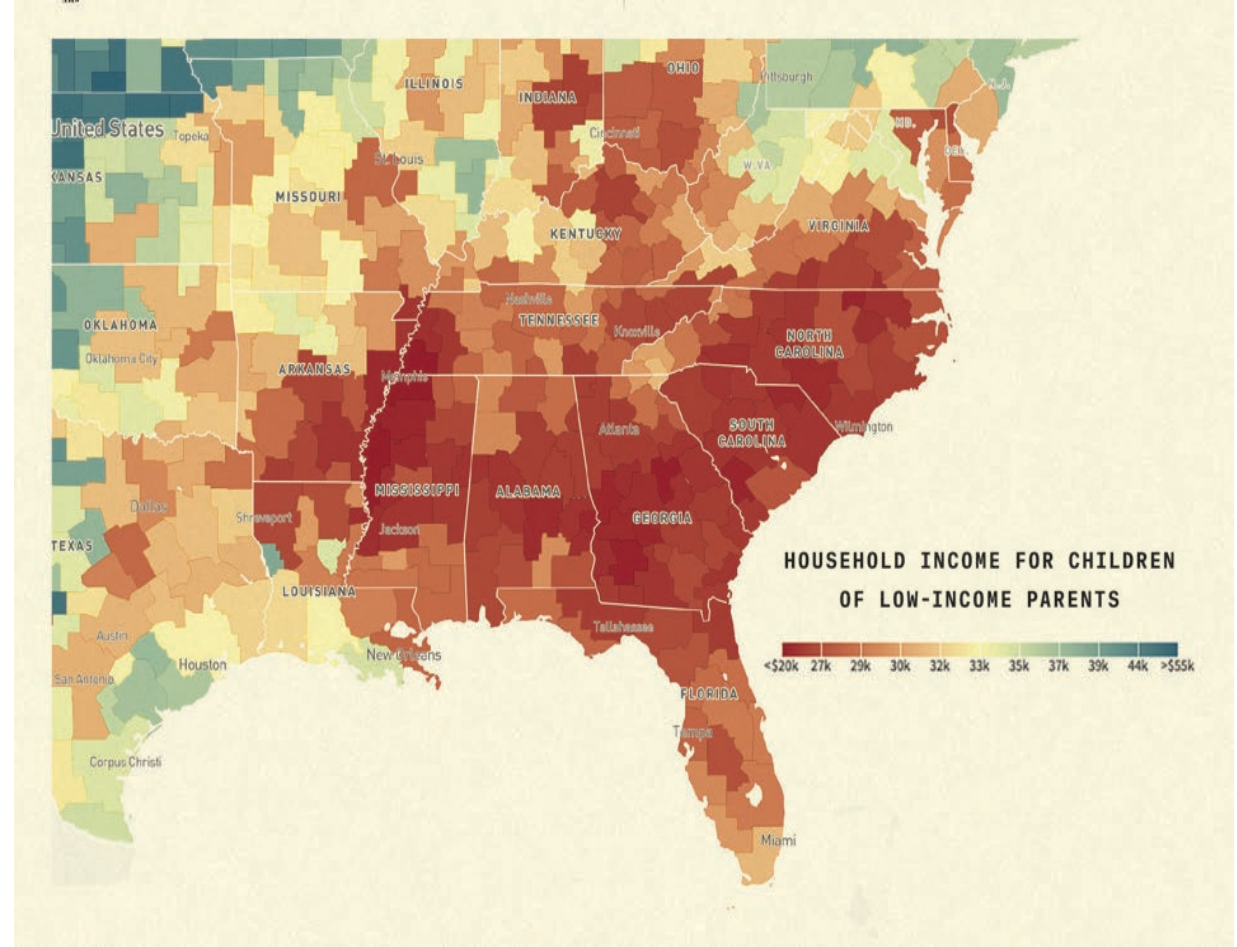 ILLINOIS
OHIO
Pittsburgh
N.J.
INDIANA
United States
Topeka
Cincinnati
MD.
St. Louis
DEL.
W.VA.
KANSAS
MISSOURI
KENTUCKY
VIRGINIA
Nashville
TENNESSEE
Knoxville
OKLAHOMA
Oklahoma City
NORTH
CAROLINA
ARKANSAS
Memphis
Atlanta
SOUTH
CAROLINA
Wilmington
MISSISSIPPI
ALABAMA
Dallas
Shreveport
Jackson
GEORGIA
TEXAS
LOUISIANA
HOUSEHOLD INCOME FOR CHILDREN
OF LOW-INCOME PARENTS
Austin
Tallahassee
New Orleans
Houston
San Antonio
<$20k 27k 29k 30k 32k 33k 35k 37k 39k 44k >$55k
FLORIDA
Tampa
Corpus Christi
Miami